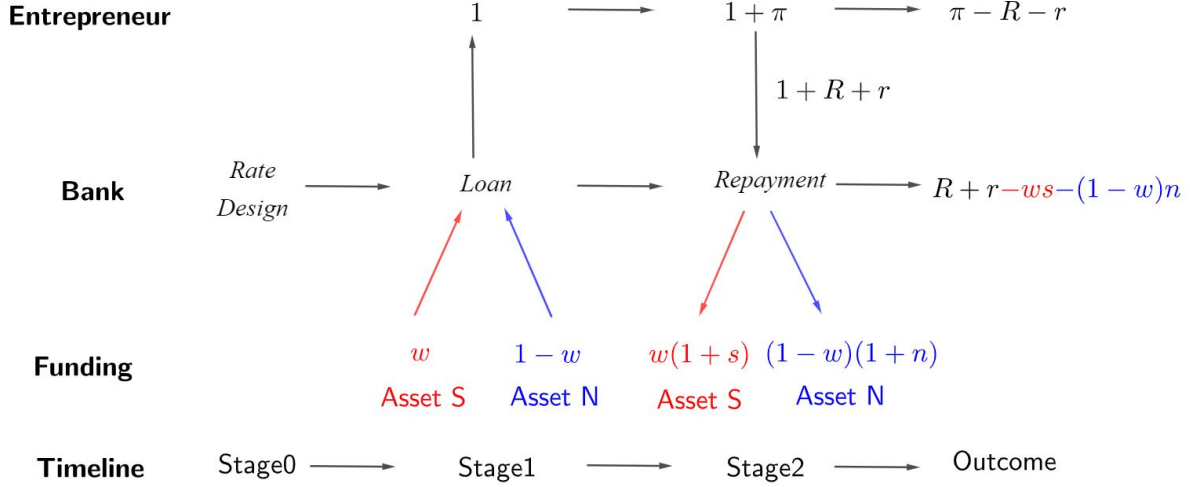 Entrepreneur 1 1 + π π − R − r
1 + R + r
Bank Rate Design Loan Repayment R + r−ws−(1 − w)n
Funding w 1 − w w(1 + s) (1 − w)(1 + n)
Asset S Asset N Asset S Asset N
Timeline Stage0 Stage1 Stage2 Outcome